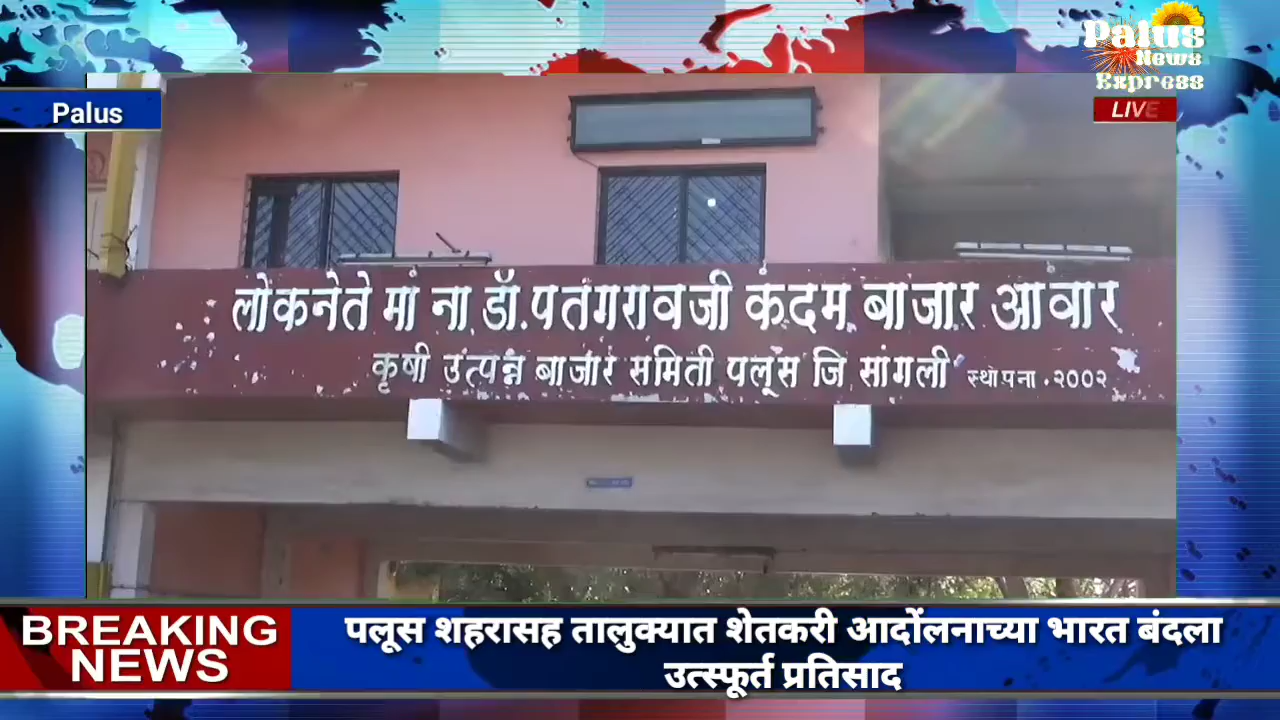 Palus
News
Express
LIVE
Palus
लोकनेते मा ना डॉ.पतंगरावजी कंदम बाजार आवार
कृषी उत्पन्न बाजार समिती पलूस जि सांगली स्थापना.२००२
BREAKING
NEWS
पलूस शहरासह तालुक्यात शेतकरी आदोंलनाच्या भारत बंदला
उत्स्फूर्त प्रतिसाद